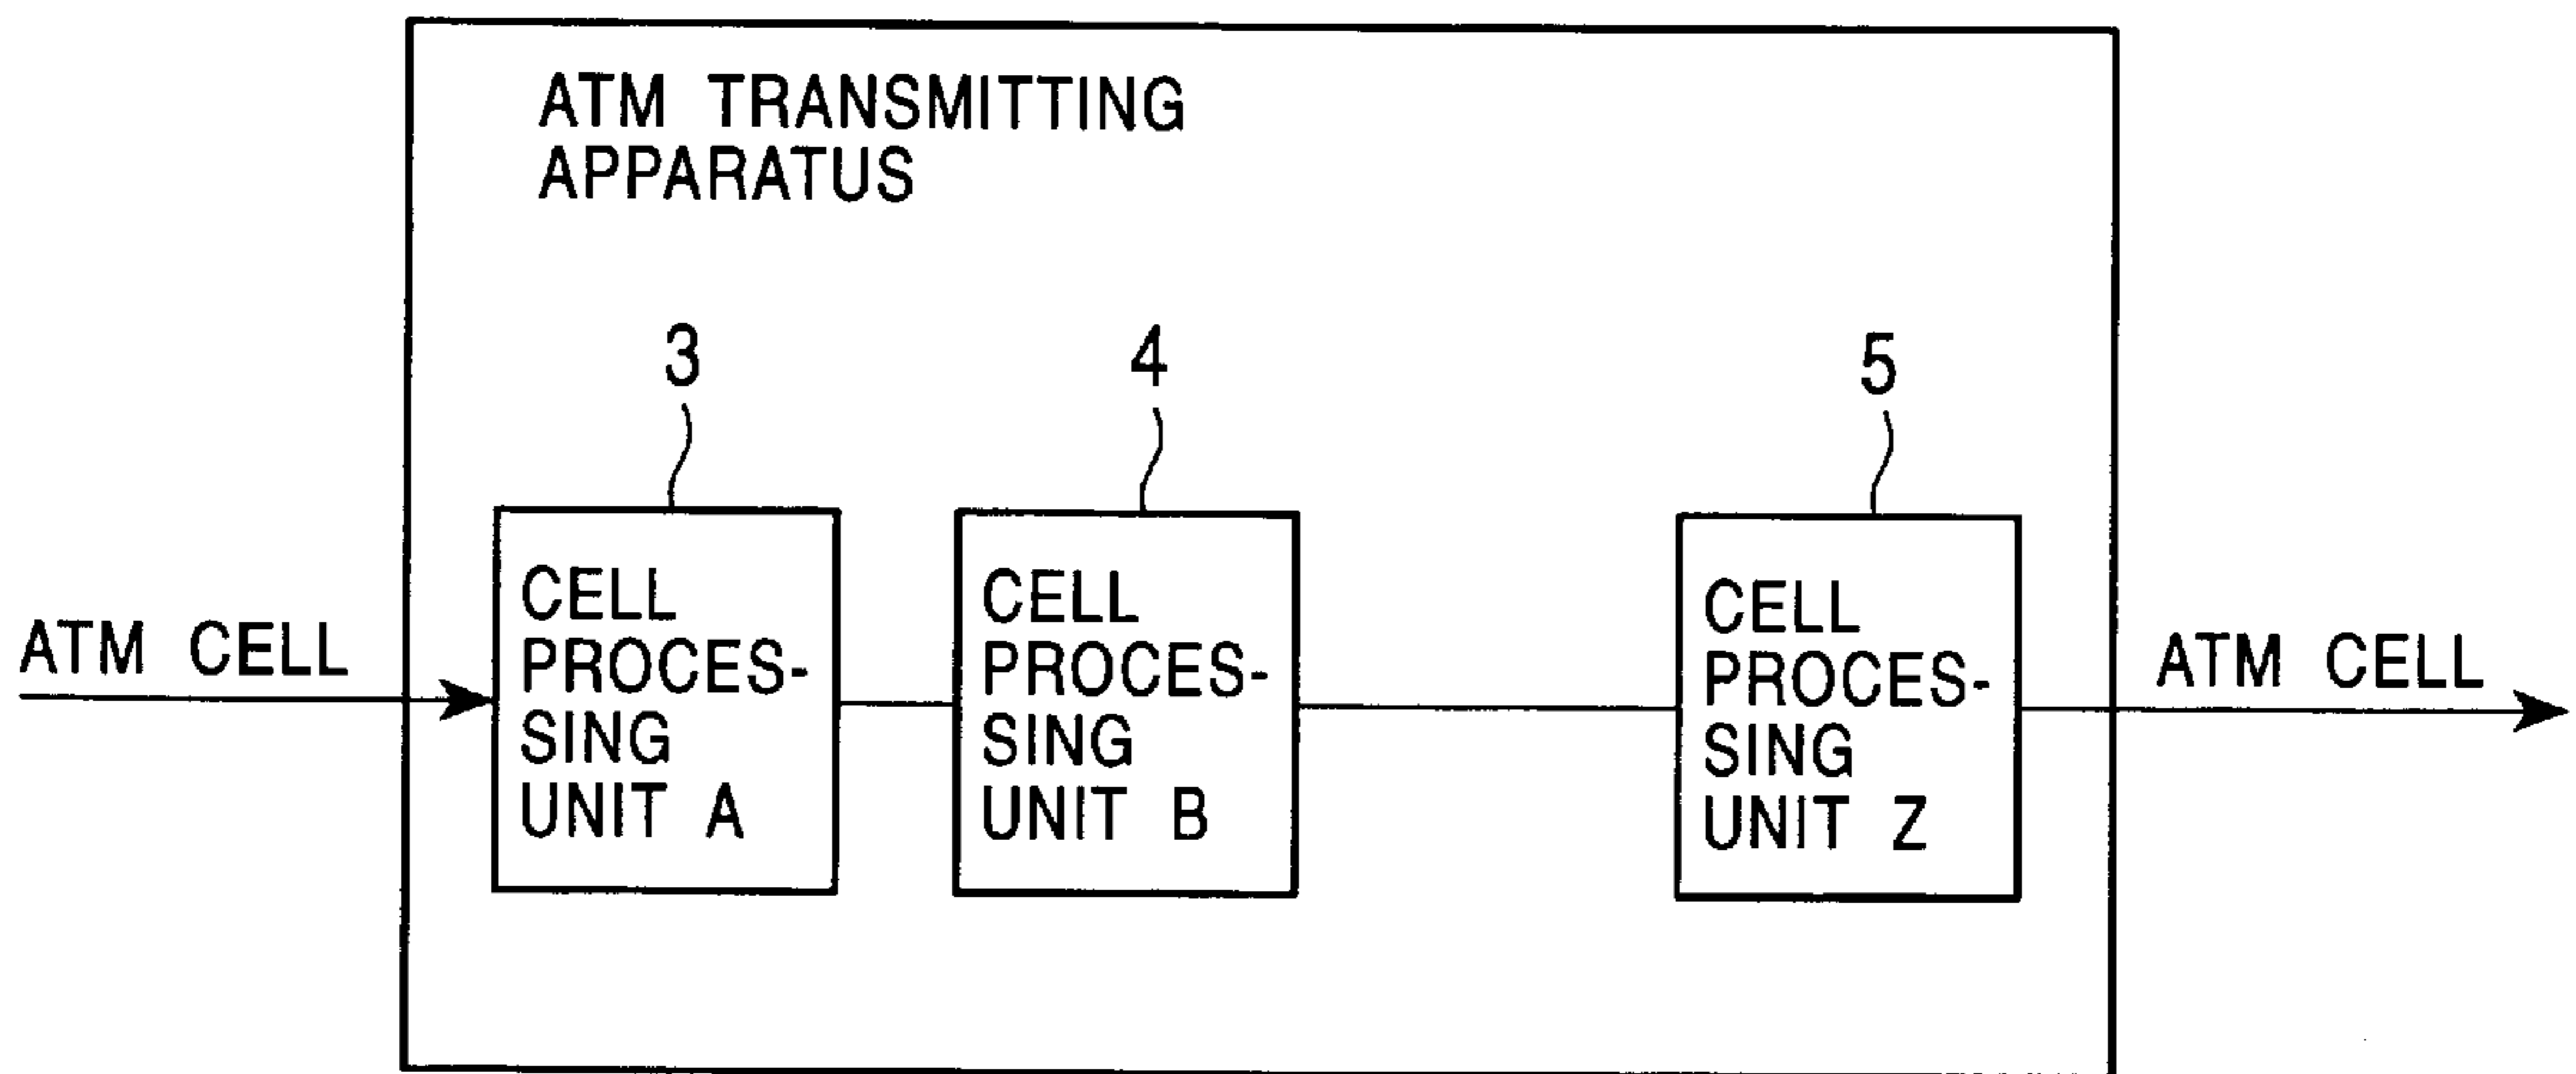 ATM TRANSMITTING
APPARATUS
3
4
5
ATM CELL
CELL
PROCES-
SING
UNIT A
CELL
PROCES-
SING
UNIT B
CELL
PROCES-
SING
UNIT Z
ATM CELL